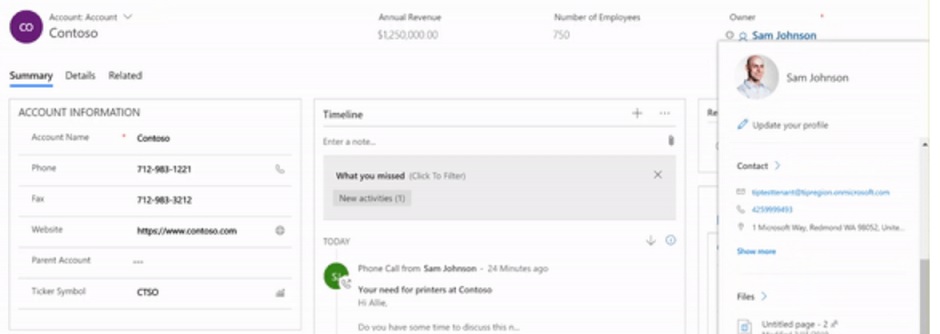 CO
Account: Account
Contoso
Annual Revenue
$1,250,000.00
Number of Employees
750
Owner
*
Sam Johnson
Summary Details Related
ACCOUNT INFORMATION
Account Name * Contoso
Phone 712-983-1221
Fax 712-983-3212
Website https://www.contoso.com
Parent Account ---
Ticker Symbol CTSO
Timeline
Enter a note...
What you missed (Click To Filter)
New activities (1)
TODAY
Phone Call from Sam Johnson - 24 Minutes ago
Your need for printers at Contoso
Hi Allie,
Do you have some time to discuss this n...
Re
Sam Johnson
Update your profile
Contact
tiptesttenant@tipregion.onmicrosoft.com
4259999493
1 Microsoft Way, Redmond WA 98052, Unite...
Show more
Files
Untitled page - 2